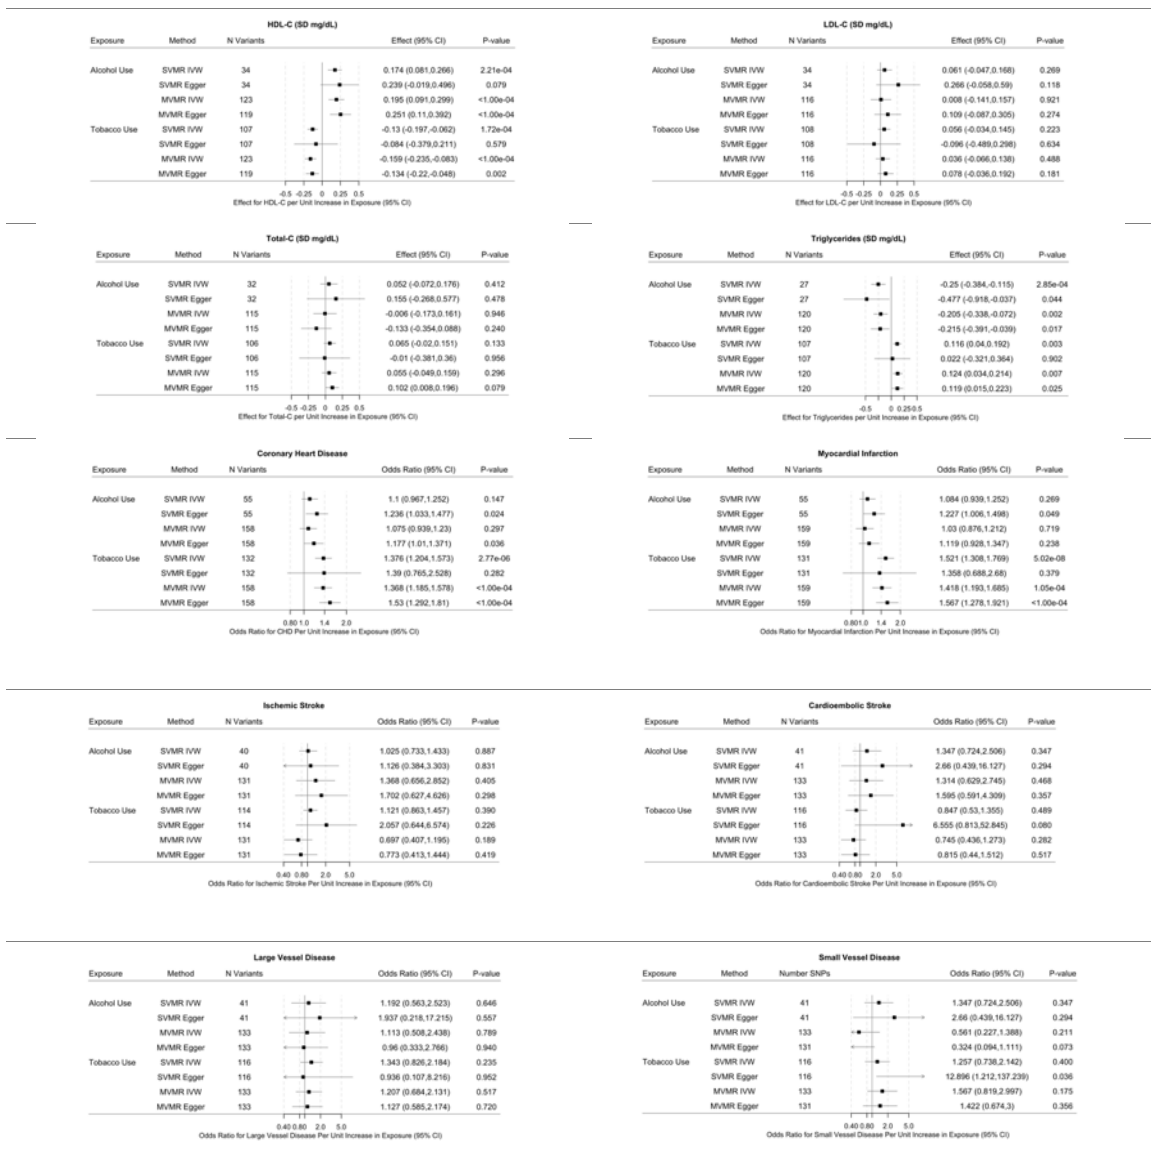 HDL-C (SD mg/dL)
Exposure Method N Variants Effect (95% CI) P-value
Alcohol Use SVMR IVW 34 0.174 (0.081,0.266) 2.21e-04
SVMR Egger 34 0.239 (-0.019,0.496) 0.079
MVMR IVW 123 0.195 (0.091,0.299) <1.00e-04
MVMR Egger 119 0.251 (0.11,0.392) <1.00e-04
Tobacco Use SVMR IVW 107 -0.13 (-0.197,-0.062) 1.72e-04
SVMR Egger 107 -0.084 (-0.379,0.211) 0.579
MVMR IVW 123 -0.159 (-0.235,-0.083) <1.00e-04
MVMR Egger 119 -0.134 (-0.22,-0.048) 0.002
-0.5 -0.25 0 0.25 0.5
Effect for HDL-C per Unit Increase in Exposure (95% CI)
LDL-C (SD mg/dL)
Exposure Method N Variants Effect (95% CI) P-value
Alcohol Use SVMR IVW 34 0.061 (-0.047,0.168) 0.269
SVMR Egger 34 0.266 (-0.058,0.59) 0.118
MVMR IVW 116 0.008 (-0.141,0.157) 0.921
MVMR Egger 116 0.109 (-0.087,0.305) 0.274
Tobacco Use SVMR IVW 108 0.056 (-0.034,0.145) 0.223
SVMR Egger 108 -0.096 (-0.489,0.298) 0.634
MVMR IVW 116 0.036 (-0.066,0.138) 0.488
MVMR Egger 116 0.078 (-0.036,0.192) 0.181
-0.5 -0.25 0 0.25 0.5
Effect for LDL-C per Unit Increase in Exposure (95% CI)
Total-C (SD mg/dL)
Exposure Method N Variants Effect (95% CI) P-value
Alcohol Use SVMR IVW 32 0.052 (-0.072,0.176) 0.412
SVMR Egger 32 0.155 (-0.268,0.577) 0.478
MVMR IVW 115 -0.006 (-0.173,0.161) 0.946
MVMR Egger 115 -0.133 (-0.354,0.088) 0.240
Tobacco Use SVMR IVW 106 0.065 (-0.02,0.151) 0.133
SVMR Egger 106 -0.01 (-0.381,0.36) 0.956
MVMR IVW 115 0.055 (-0.049,0.159) 0.296
MVMR Egger 115 0.102 (0.008,0.196) 0.079
-0.5 -0.25 0 0.25 0.5
Effect for Total-C per Unit Increase in Exposure (95% CI)
Triglycerides (SD mg/dL)
Exposure Method N Variants Effect (95% CI) P-value
Alcohol Use SVMR IVW 27 -0.25 (-0.384,-0.115) 2.85e-04
SVMR Egger 27 -0.477 (-0.918,-0.037) 0.044
MVMR IVW 120 -0.205 (-0.338,-0.072) 0.002
MVMR Egger 120 -0.215 (-0.391,-0.039) 0.017
Tobacco Use SVMR IVW 107 0.116 (0.04,0.192) 0.003
SVMR Egger 107 0.022 (-0.321,0.364) 0.902
MVMR IVW 120 0.124 (0.034,0.214) 0.007
MVMR Egger 120 0.119 (0.015,0.223) 0.025
-0.5 0 0.25 0.5
Effect for Triglycerides per Unit Increase in Exposure (95% CI)
Coronary Heart Disease
Exposure Method N Variants Odds Ratio (95% CI) P-value
Alcohol Use SVMR IVW 55 1.1 (0.967,1.252) 0.147
SVMR Egger 55 1.236 (1.033,1.477) 0.024
MVMR IVW 158 1.075 (0.939,1.23) 0.297
MVMR Egger 158 1.177 (1.01,1.371) 0.036
Tobacco Use SVMR IVW 132 1.376 (1.204,1.573) 2.77e-06
SVMR Egger 132 1.39 (0.765,2.528) 0.282
MVMR IVW 158 1.368 (1.185,1.578) <1.00e-04
MVMR Egger 158 1.53 (1.292,1.81) <1.00e-04
0.80 1.0 1.4 2.0
Odds Ratio for CHD Per Unit Increase in Exposure (95% CI)
Myocardial Infarction
Exposure Method N Variants Odds Ratio (95% CI) P-value
Alcohol Use SVMR IVW 55 1.084 (0.939,1.252) 0.269
SVMR Egger 55 1.227 (1.006,1.498) 0.049
MVMR IVW 159 1.03 (0.876,1.212) 0.719
MVMR Egger 159 1.119 (0.928,1.347) 0.238
Tobacco Use SVMR IVW 131 1.521 (1.308,1.769) 5.02e-08
SVMR Egger 131 1.358 (0.688,2.68) 0.379
MVMR IVW 159 1.418 (1.193,1.685) 1.05e-04
MVMR Egger 159 1.567 (1.278,1.921) <1.00e-04
0.80 1.0 1.4 2.0
Odds Ratio for Myocardial Infarction Per Unit Increase in Exposure (95% CI)
Ischemic Stroke
Exposure Method N Variants Odds Ratio (95% CI) P-value
Alcohol Use SVMR IVW 40 1.025 (0.733,1.433) 0.887
SVMR Egger 40 1.126 (0.384,3.303) 0.831
MVMR IVW 131 1.368 (0.656,2.852) 0.405
MVMR Egger 131 1.702 (0.627,4.626) 0.298
Tobacco Use SVMR IVW 114 1.121 (0.863,1.457) 0.390
SVMR Egger 114 2.057 (0.644,6.574) 0.226
MVMR IVW 131 0.697 (0.407,1.195) 0.189
MVMR Egger 131 0.773 (0.413,1.444) 0.419
0.40 0.80 2.0 5.0
Odds Ratio for Ischemic Stroke Per Unit Increase in Exposure (95% CI)
Cardioembolic Stroke
Exposure Method N Variants Odds Ratio (95% CI) P-value
Alcohol Use SVMR IVW 41 1.347 (0.724,2.506) 0.347
SVMR Egger 41 2.66 (0.439,16.127) 0.294
MVMR IVW 133 1.314 (0.629,2.745) 0.468
MVMR Egger 133 1.595 (0.591,4.309) 0.357
Tobacco Use SVMR IVW 116 0.847 (0.53,1.355) 0.489
SVMR Egger 116 6.555 (0.813,52.845) 0.080
MVMR IVW 133 0.745 (0.436,1.273) 0.282
MVMR Egger 133 0.815 (0.44,1.512) 0.517
0.40 0.80 2.0 5.0
Odds Ratio for Cardioembolic Stroke Per Unit Increase in Exposure (95% CI)
Large Vessel Disease
Exposure Method N Variants Odds Ratio (95% CI) P-value
Alcohol Use SVMR IVW 41 1.192 (0.563,2.523) 0.646
SVMR Egger 41 1.937 (0.218,17.215) 0.557
MVMR IVW 133 1.113 (0.508,2.438) 0.789
MVMR Egger 133 0.96 (0.333,2.766) 0.940
Tobacco Use SVMR IVW 116 1.343 (0.826,2.184) 0.235
SVMR Egger 116 0.936 (0.107,8.216) 0.952
MVMR IVW 133 1.207 (0.684,2.131) 0.517
MVMR Egger 133 1.127 (0.585,2.174) 0.720
0.40 0.80 2.0 5.0
Odds Ratio for Large Vessel Disease Per Unit Increase in Exposure (95% CI)
Small Vessel Disease
Exposure Method Number SNPs Odds Ratio (95% CI) P-value
Alcohol Use SVMR IVW 41 1.347 (0.724,2.506) 0.347
SVMR Egger 41 2.66 (0.439,16.127) 0.294
MVMR IVW 133 0.561 (0.227,1.388) 0.211
MVMR Egger 131 0.324 (0.094,1.111) 0.073
Tobacco Use SVMR IVW 116 1.257 (0.738,2.142) 0.400
SVMR Egger 116 12.896 (1.212,137.239) 0.036
MVMR IVW 133 1.567 (0.819,2.997) 0.175
MVMR Egger 131 1.422 (0.674,3) 0.356
0.40 0.80 2.0 5.0
Odds Ratio for Small Vessel Disease Per Unit Increase in Exposure (95% CI)